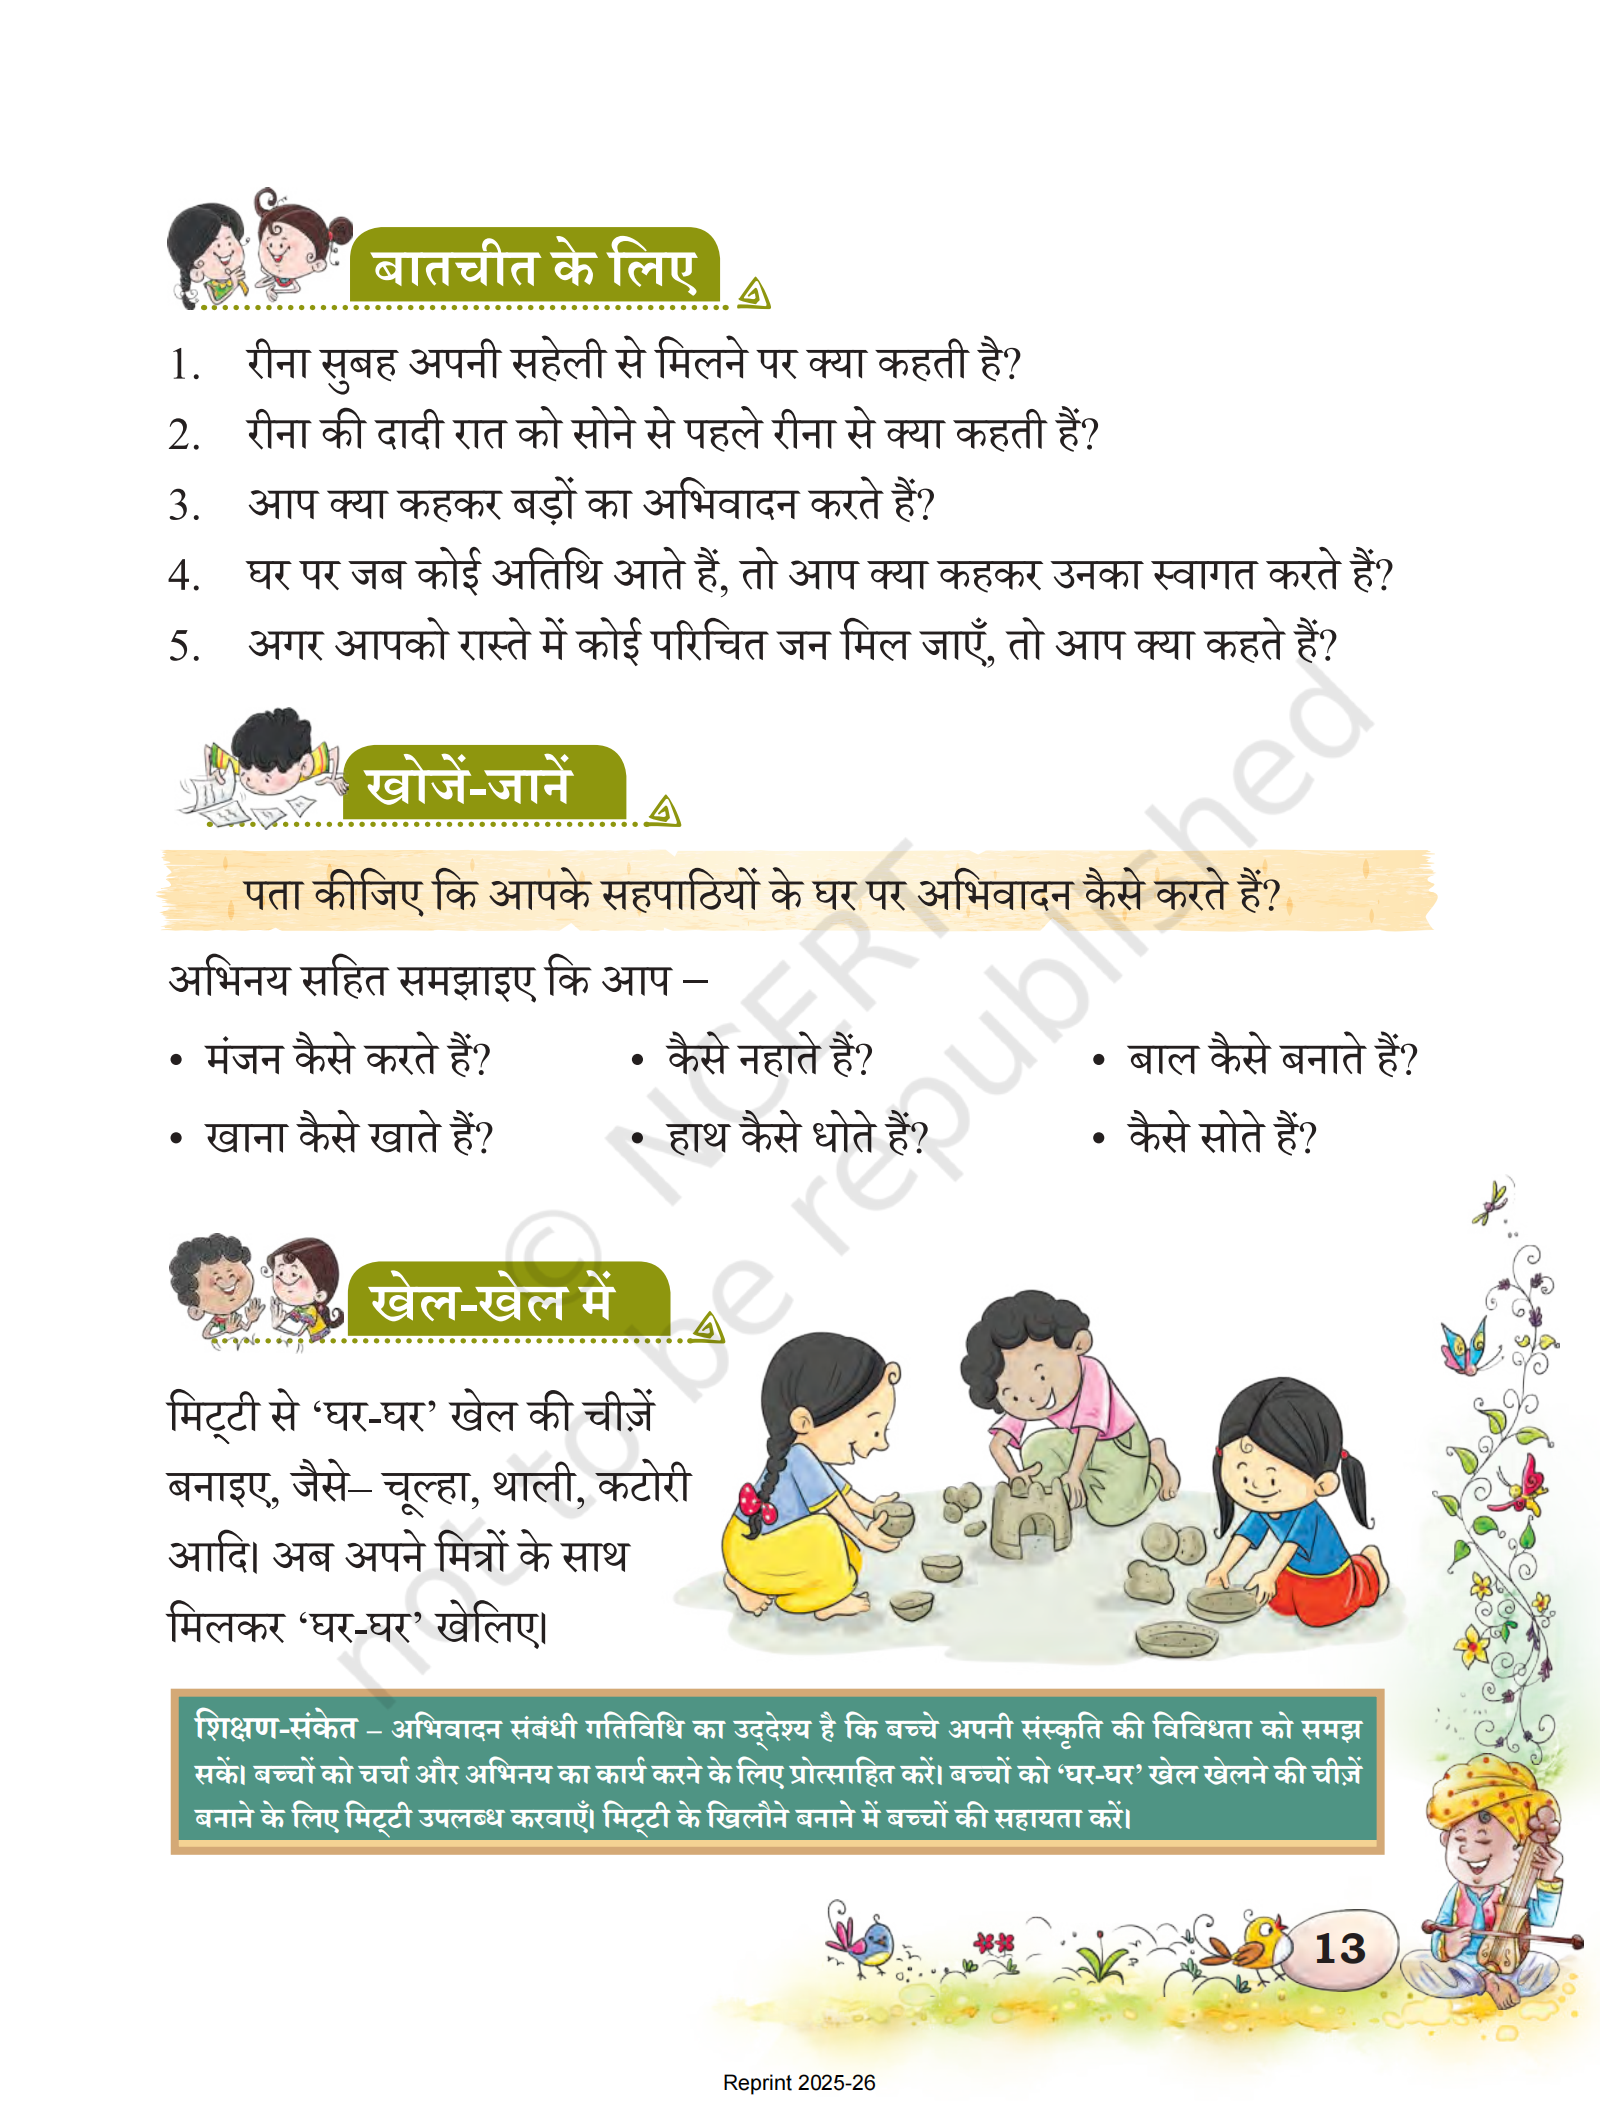 बातचीत के लिए
1. रीना सुबह अपनी सहेली से मिलने पर क्या कहती है?
2. रीना की दादी रात को सोने से पहले रीना से क्या कहती हैं?
3. आप क्या कहकर बड़ों का अभिवादन करते हैं?
4. घर पर जब कोई अतिथि आते हैं, तो आप क्या कहकर उनका स्वागत करते हैं?
5. अगर आपको रास्ते में कोई परिचित जन मिल जाएँ, तो आप क्या कहते हैं?
खोजें-जानें
पता कीजिए कि आपके सहपाठियों के घर पर अभिवादन कैसे करते हैं?
अभिनय सहित समझाइए कि आप –
• मंजन कैसे करते हैं? • कैसे नहाते हैं? • बाल कैसे बनाते हैं?
• खाना कैसे खाते हैं? • हाथ कैसे धोते हैं? • कैसे सोते हैं?
खेल-खेल में
मिट्‌टी से ‘घर-घर’ खेल की चीज़ें
बनाइए, जैसे– चूल्हा, थाली, कटोरी
आदि। अब अपने मित्रों के साथ
मिलकर ‘घर-घर’ खेलिए।
शिक्षण-संकेत – अभिवादन संबंधी गतिविधि का उद्‌देश्य है कि बच्चे अपनी संस्कृति की विविधता को समझ
सकें। बच्चों को चर्चा और अभिनय का कार्य करने के लिए प्रोत्साहित करें। बच्चों को ‘घर-घर’ खेल खेलने की चीज़ें
बनाने के लिए मिट्‌टी उपलब्ध करवाएँ। मिट्‌टी के खिलौने बनाने में बच्चों की सहायता करें।
13
Reprint 2025-26
© NCERT
not to be republished